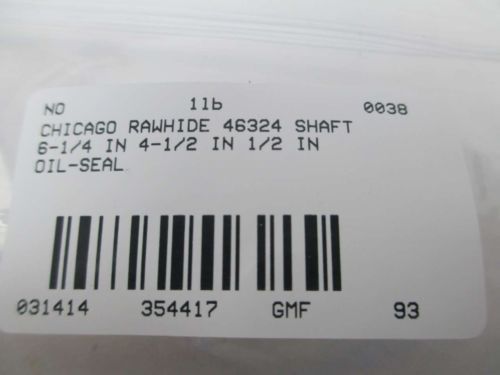 NO 1lb 0038
CHICAGO RAWHIDE 46324 SHAFT
6-1/4 IN 4-1/2 IN 1/2 IN
OIL-SEAL
031414 354417 GMF 93